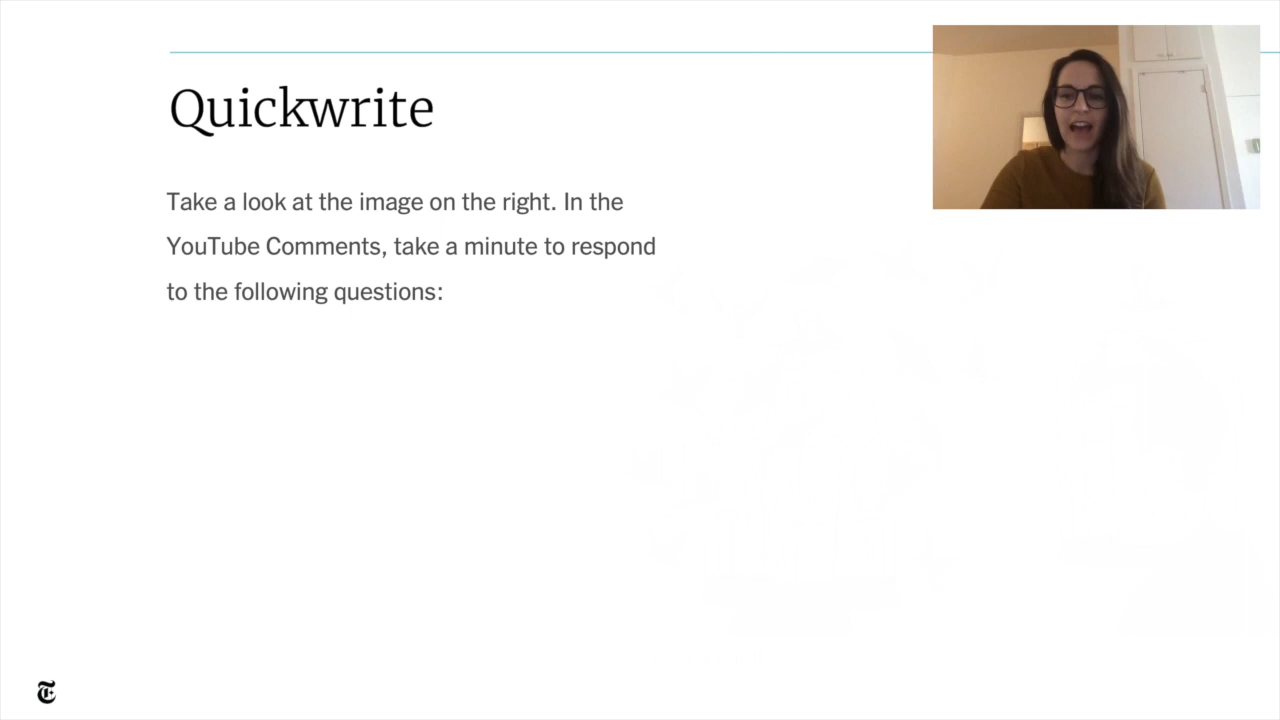 Quickwrite
Take a look at the image on the right. In the
YouTube Comments, take a minute to respond
to the following questions:
T